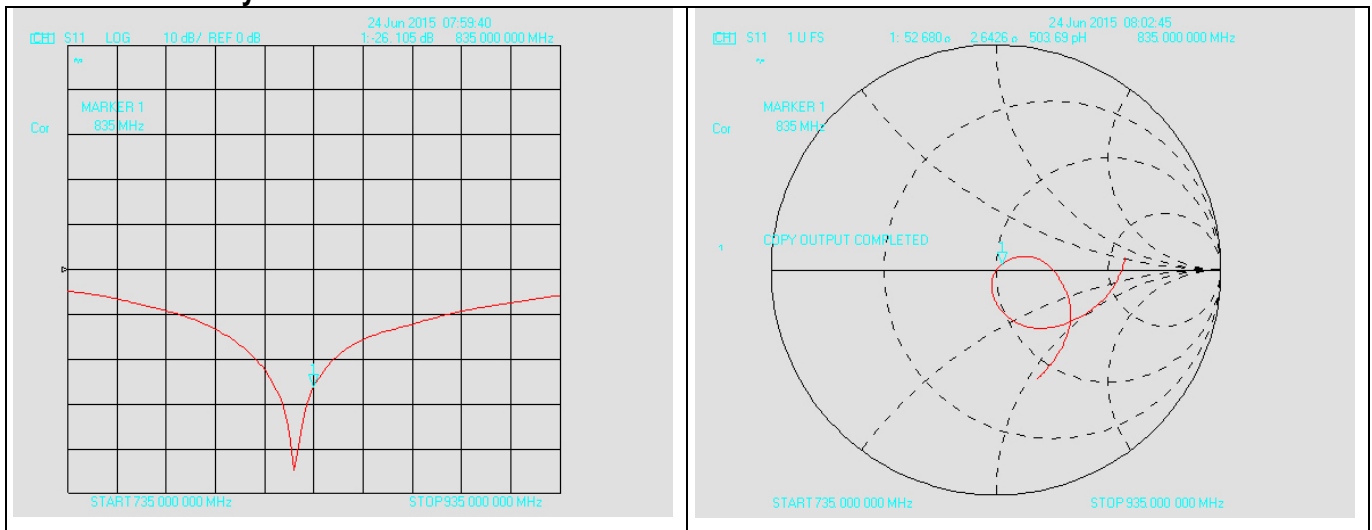 24 Jun 2015 07:59:40
CH1 S11 LOG 10 dB/ REF 0 dB 1:-26.105 dB 835.000 000 MHz
MARKER 1
835 MHz
Cor
1
START 735.000 000 MHz STOP 935.000 000 MHz
24 Jun 2015 08:02:45
CH1 S11 1 U FS 1: 52.680 o 2.6426 o 503.69 pH 835.000 000 MHz
MARKER 1
835 MHz
Cor
COPY OUTPUT COMPLETED
1
1
START 735.000 000 MHz STOP 935.000 000 MHz